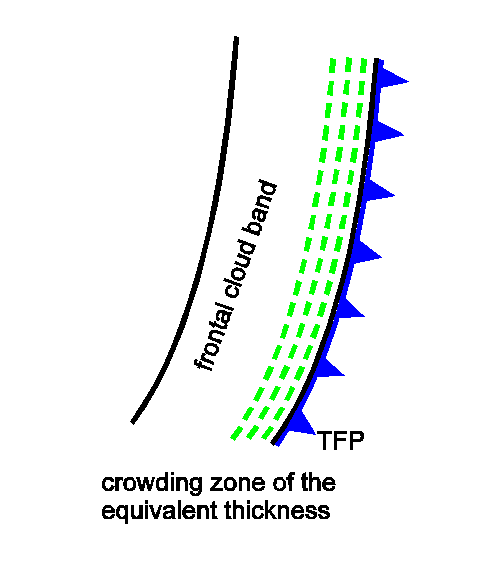 frontal cloud band
TFP
crowding zone of the
equivalent thickness